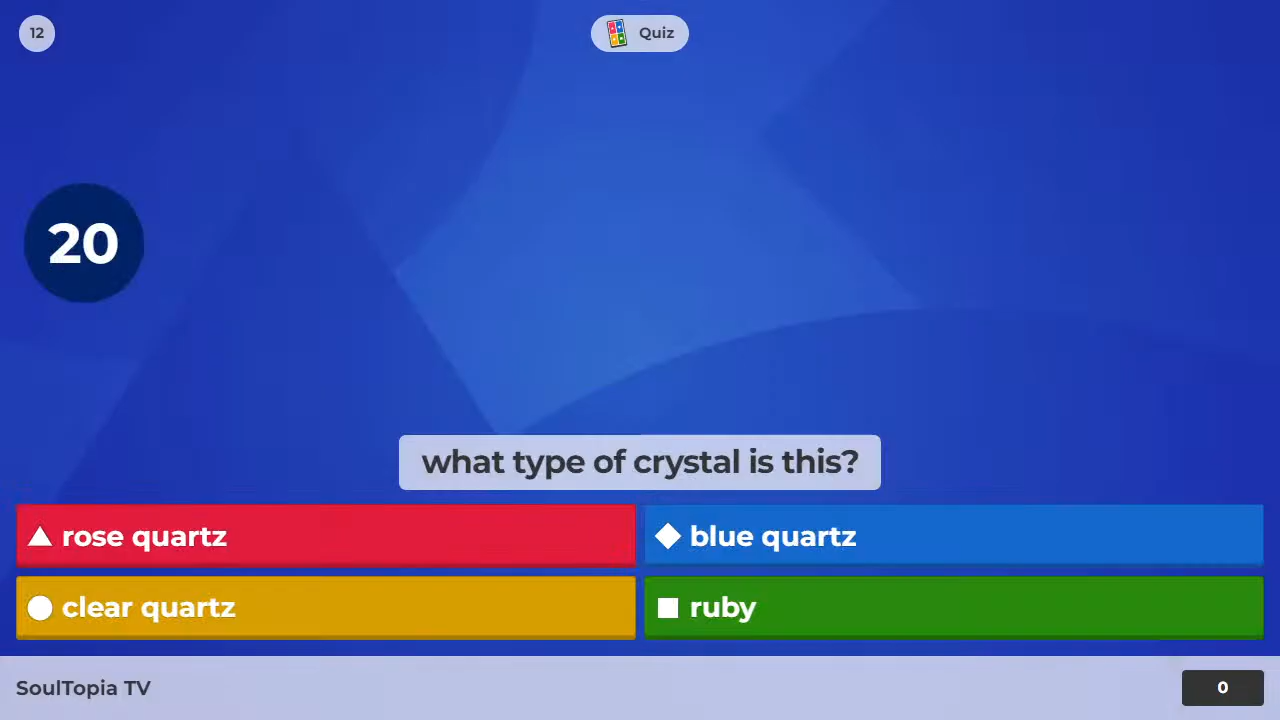 12
Quiz
20
what type of crystal is this?
rose quartz
blue quartz
clear quartz
ruby
SoulTopia TV
0